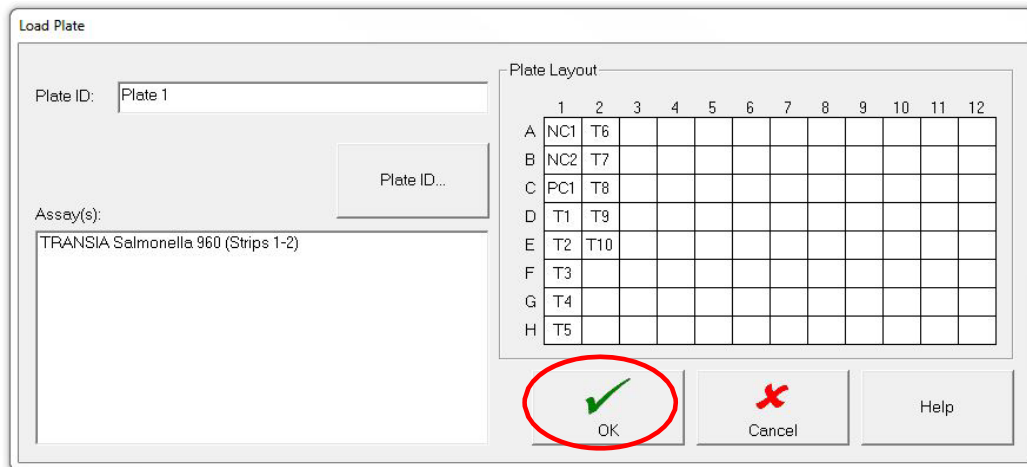 Load Plate
Plate ID: Plate 1
Plate ID...
Assay(s):
TRANSIA Salmonella 960 (Strips 1-2)
Plate Layout
1 2 3 4 5 6 7 8 9 10 11 12
A NC1 T6
B NC2 T7
C PC1 T8
D T1 T9
E T2 T10
F T3
G T4
H T5
OK
Cancel
Help